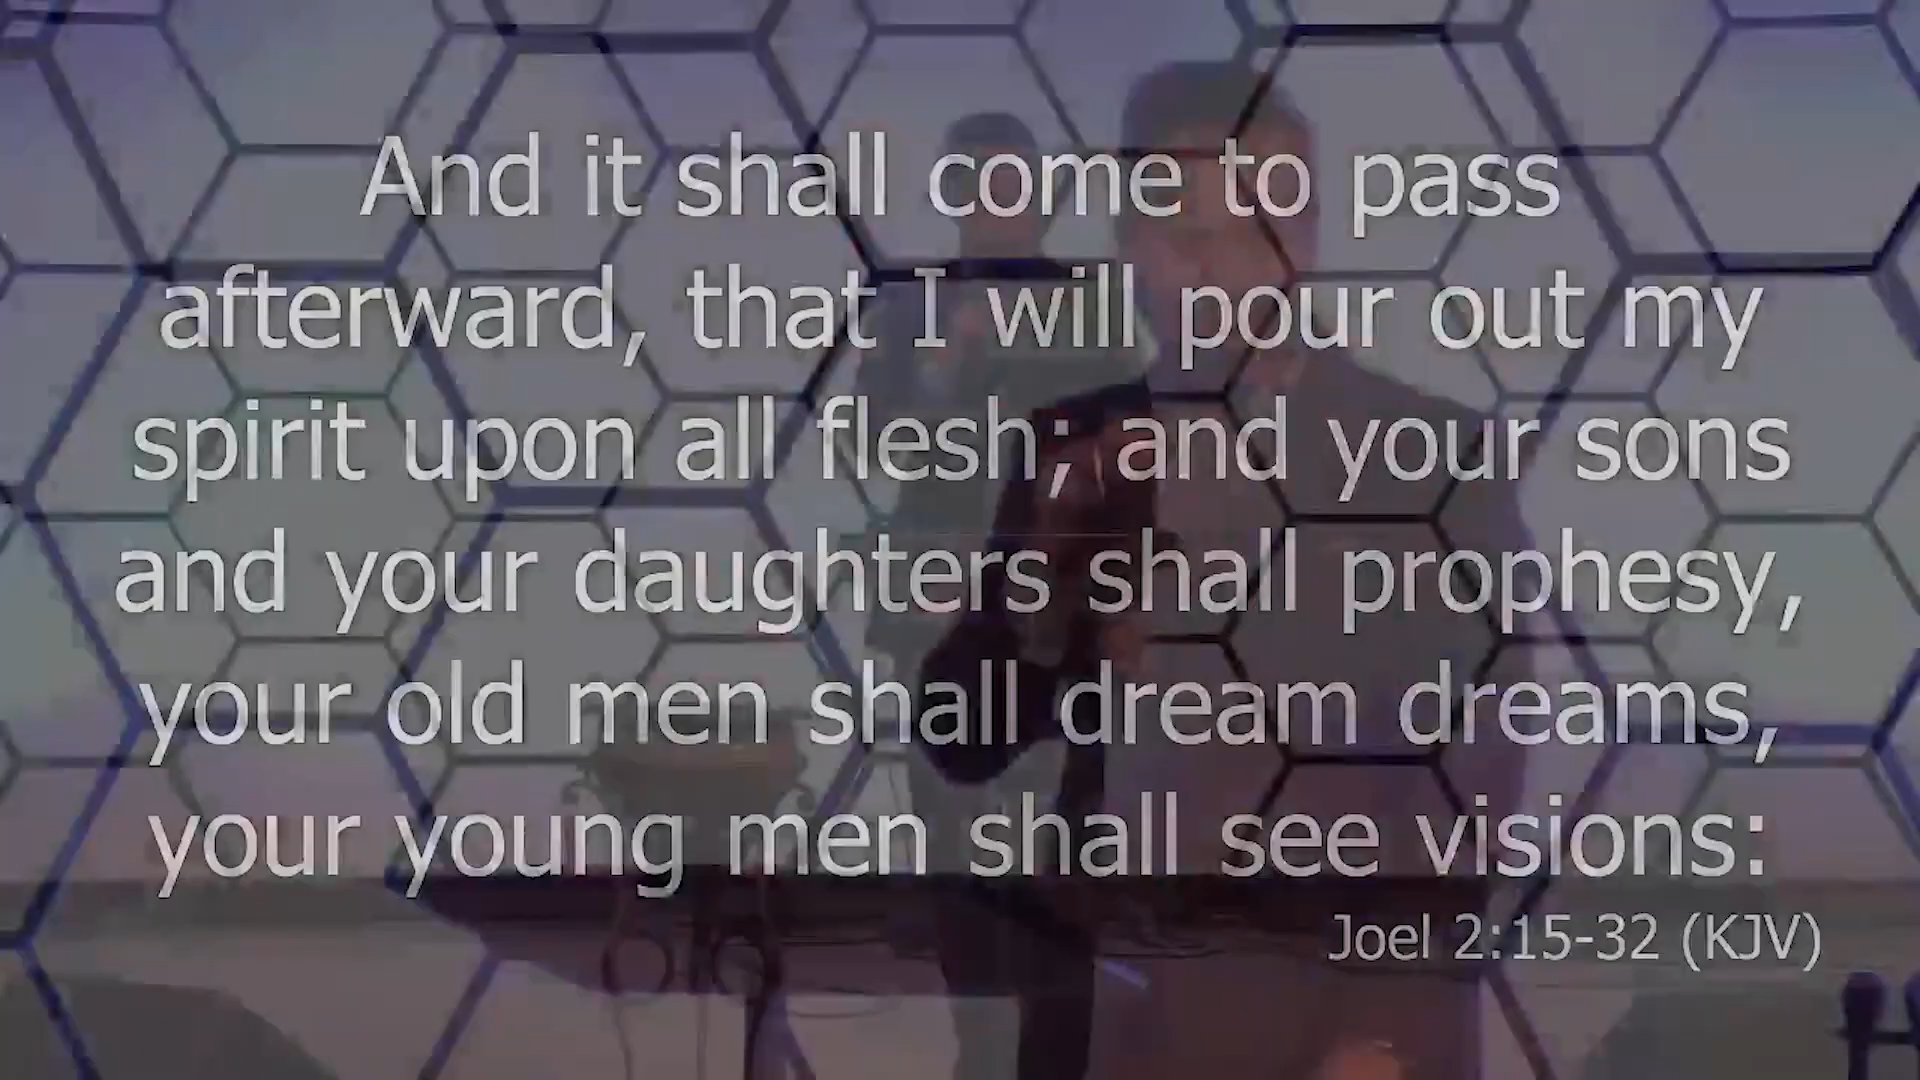 And it shall come to pass
afterward, that I will pour out my
spirit upon all flesh; and your sons
and your daughters shall prophesy,
your old men shall dream dreams,
your young men shall see visions:
Joel 2:15-32 (KJV)